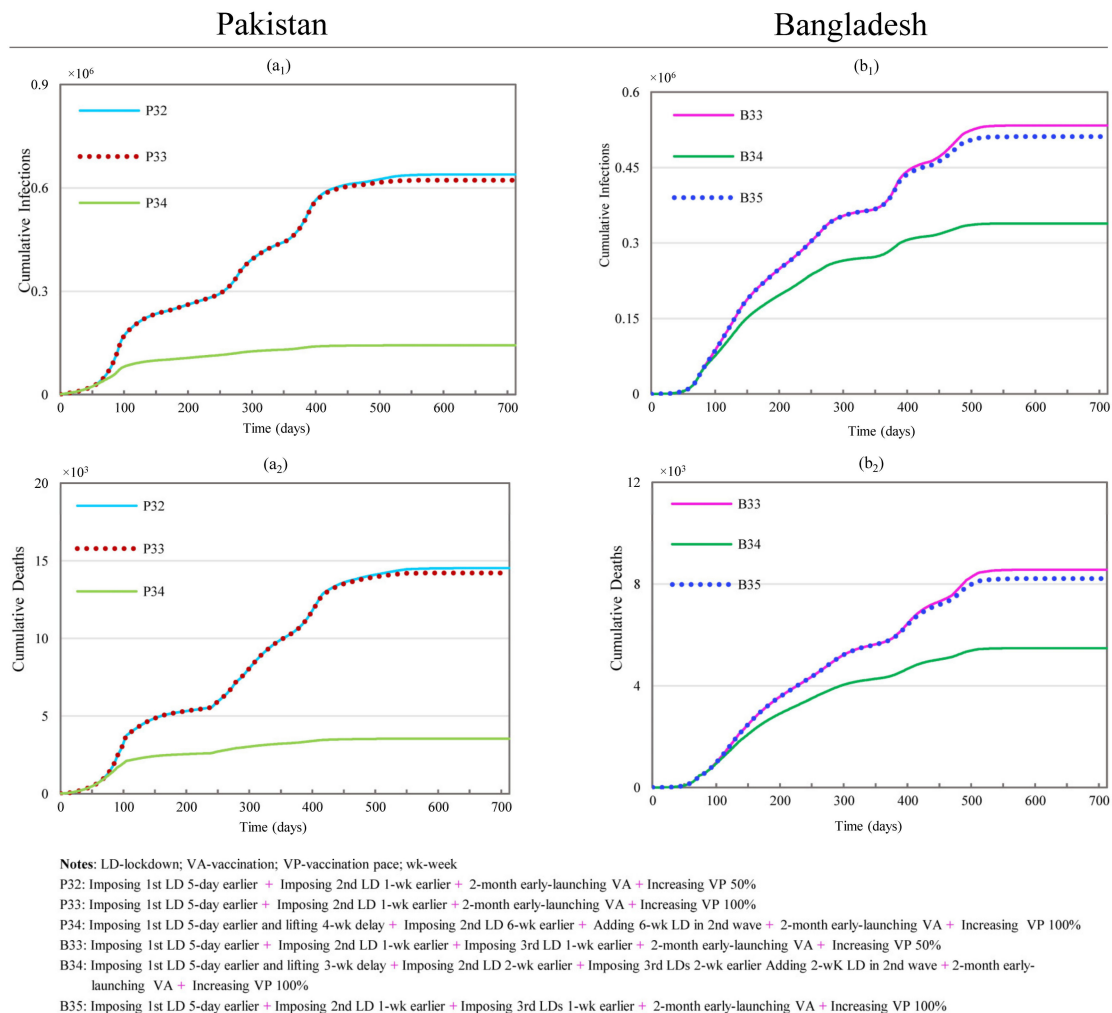 Pakistan
Bangladesh
(a1)
×10^6
0.9
0.6
0.3
0
P32
P33
P34
Cumulative Infections
0 100 200 300 400 500 600 700
Time (days)
(b1)
×10^6
0.6
0.45
0.3
0.15
0
B33
B34
B35
Cumulative Infections
0 100 200 300 400 500 600 700
Time (days)
(a2)
×10^3
20
15
10
5
0
P32
P33
P34
Cumulative Deaths
0 100 200 300 400 500 600 700
Time (days)
(b2)
×10^3
12
8
4
0
B33
B34
B35
Cumulative Deaths
0 100 200 300 400 500 600 700
Time (days)
Notes: LD-lockdown; VA-vaccination; VP-vaccination pace; wk-week
P32: Imposing 1st LD 5-day earlier + Imposing 2nd LD 1-wk earlier + 2-month early-launching VA + Increasing VP 50%
P33: Imposing 1st LD 5-day earlier + Imposing 2nd LD 1-wk earlier + 2-month early-launching VA + Increasing VP 100%
P34: Imposing 1st LD 5-day earlier and lifting 4-wk delay + Imposing 2nd LD 6-wk earlier + Adding 6-wk LD in 2nd wave + 2-month early-launching VA + Increasing VP 100%
B33: Imposing 1st LD 5-day earlier + Imposing 2nd LD 1-wk earlier + Imposing 3rd LD 1-wk earlier + 2-month early-launching VA + Increasing VP 50%
B34: Imposing 1st LD 5-day earlier and lifting 3-wk delay + Imposing 2nd LD 2-wk earlier + Imposing 3rd LDs 2-wk earlier Adding 2-wK LD in 2nd wave + 2-month early-
launching VA + Increasing VP 100%
B35: Imposing 1st LD 5-day earlier + Imposing 2nd LD 1-wk earlier + Imposing 3rd LDs 1-wk earlier + 2-month early-launching VA + Increasing VP 100%